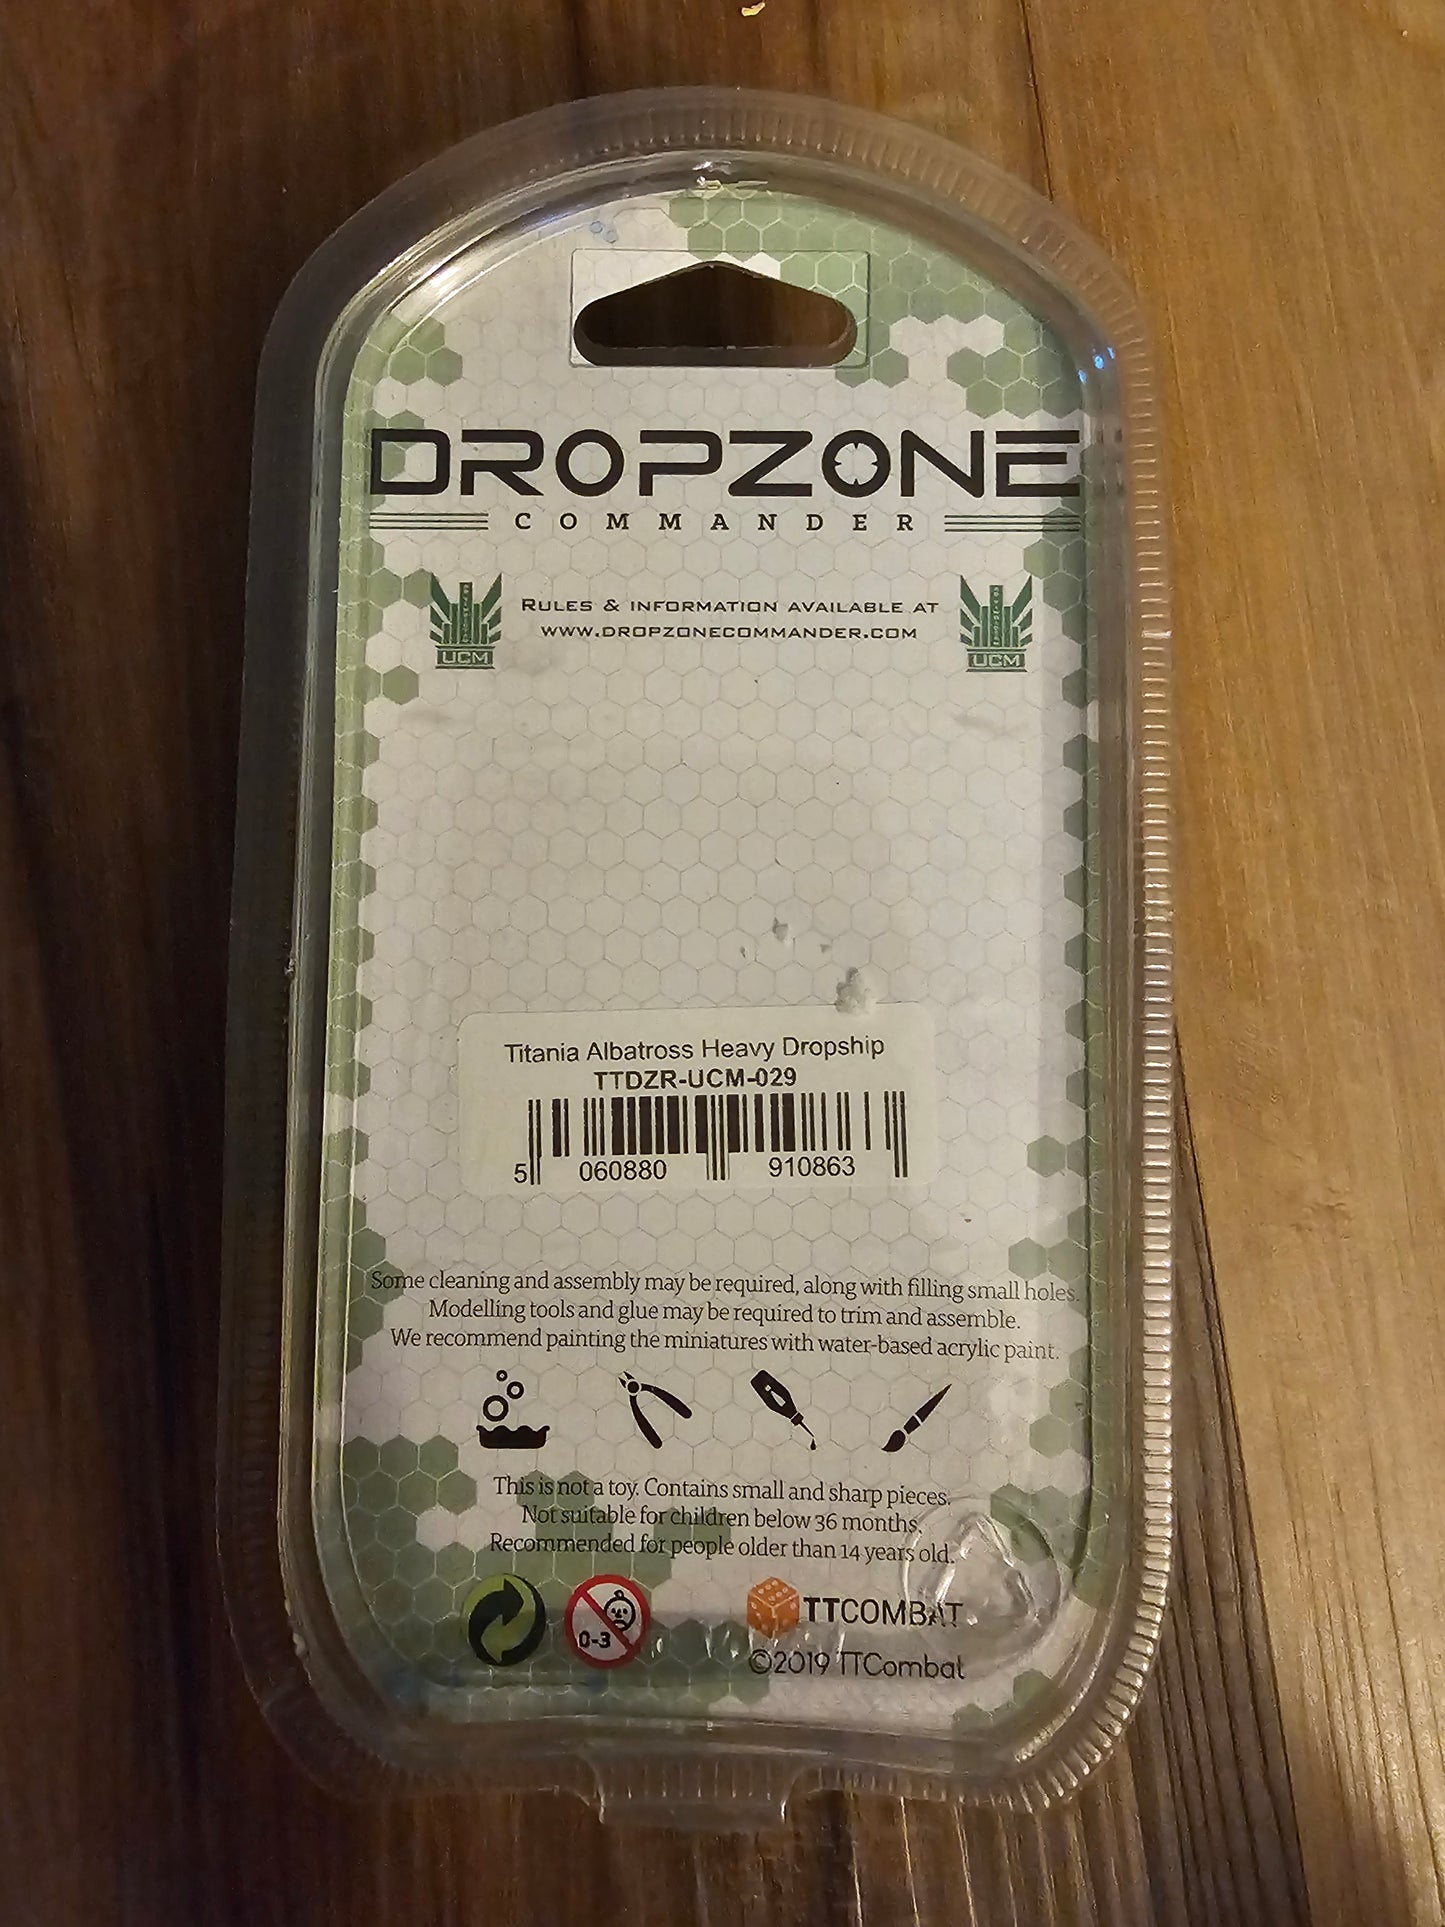 DROPZONE
COMMANDER
RULES & INFORMATION AVAILABLE AT
WWW.DROPZONECOMMANDER.COM
UCM
UCM
Titania Albatross Heavy Dropship
TTDZR-UCM-029
5 060880 910863
Some cleaning and assembly may be required, along with filling small holes.
Modelling tools and glue may be required to trim and assemble.
We recommend painting the miniatures with water-based acrylic paint.
This is not a toy. Contains small and sharp pieces.
Not suitable for children below 36 months.
Recommended for people older than 14 years old.
0-3
TTCOMBAT
©2019 TTCombat